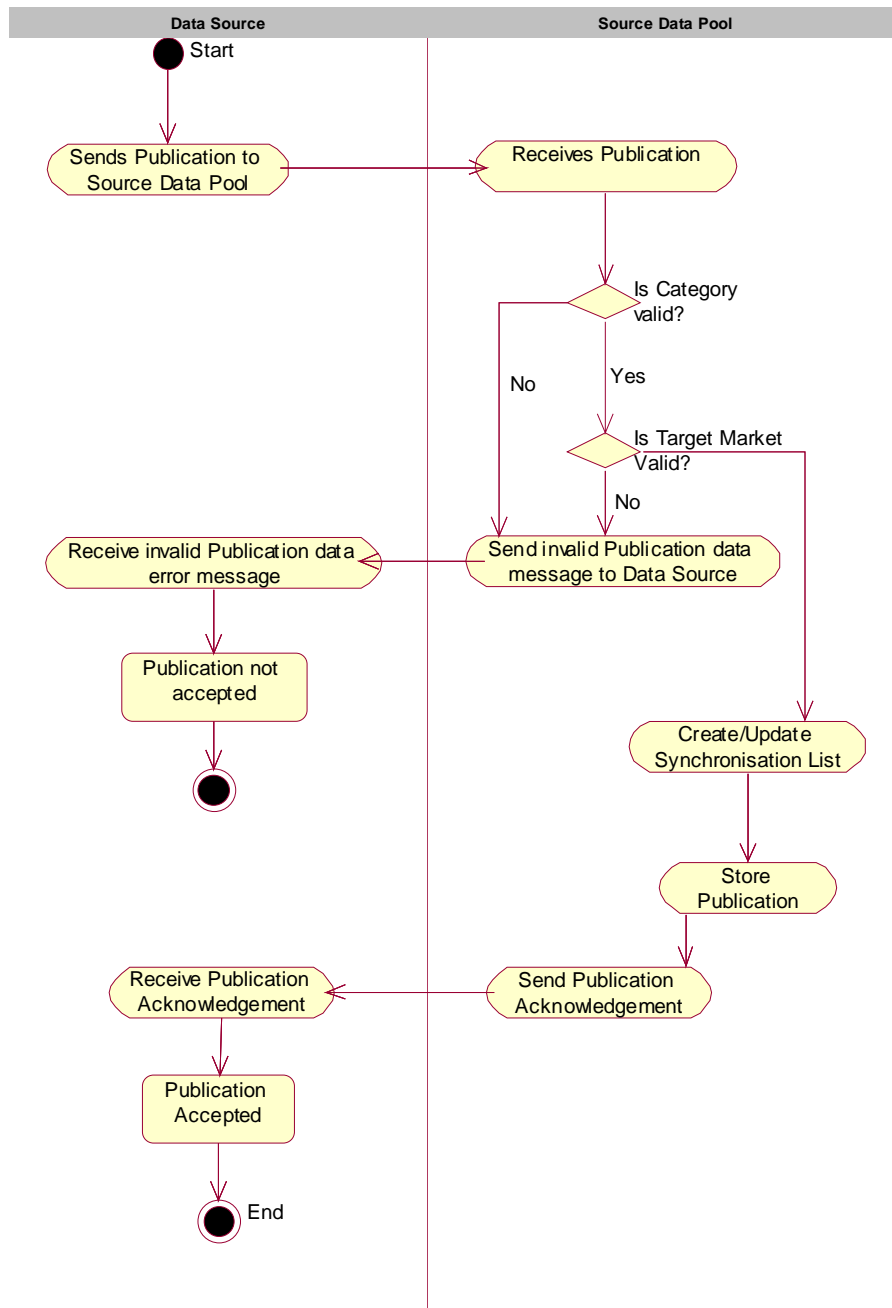 Data Source
Source Data Pool
Start
Sends Publication to
Source Data Pool
Receives Publication
Is Category
valid?
No
Yes
Is Target Market
Valid?
No
Receive invalid Publication data
error message
Send invalid Publication data
message to Data Source
Publication not
accepted
Create/Update
Synchronisation List
Store
Publication
Receive Publication
Acknowledgement
Send Publication
Acknowledgement
Publication
Accepted
End